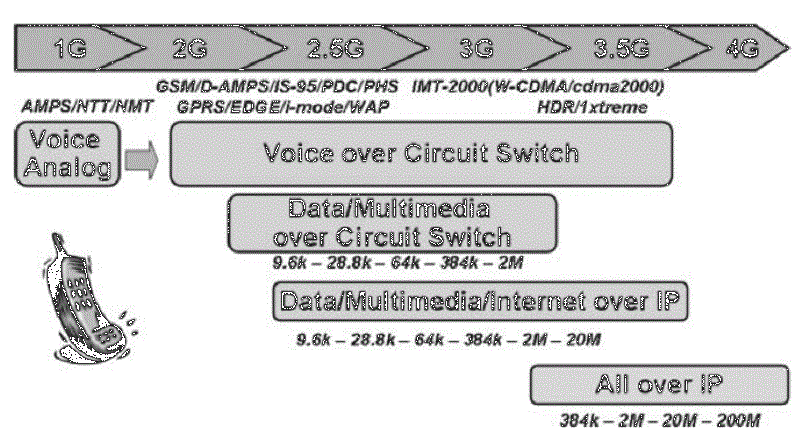 1G 2G 2.5G 3G 3.5G 4G
GSM/D-AMPS/IS-95/PDC/PHS IMT-2000(W-CDMA/cdma2000)
AMPS/NTT/NMT GPRS/EDGE/i-mode/WAP HDR/1xtreme
Voice
Analog
Voice over Circuit Switch
Data/Multimedia
over Circuit Switch
9.6k – 28.8k – 64k – 384k – 2M
Data/Multimedia/Internet over IP
9.6k – 28.8k – 64k – 384k – 2M – 20M
All over IP
384k – 2M – 20M – 200M